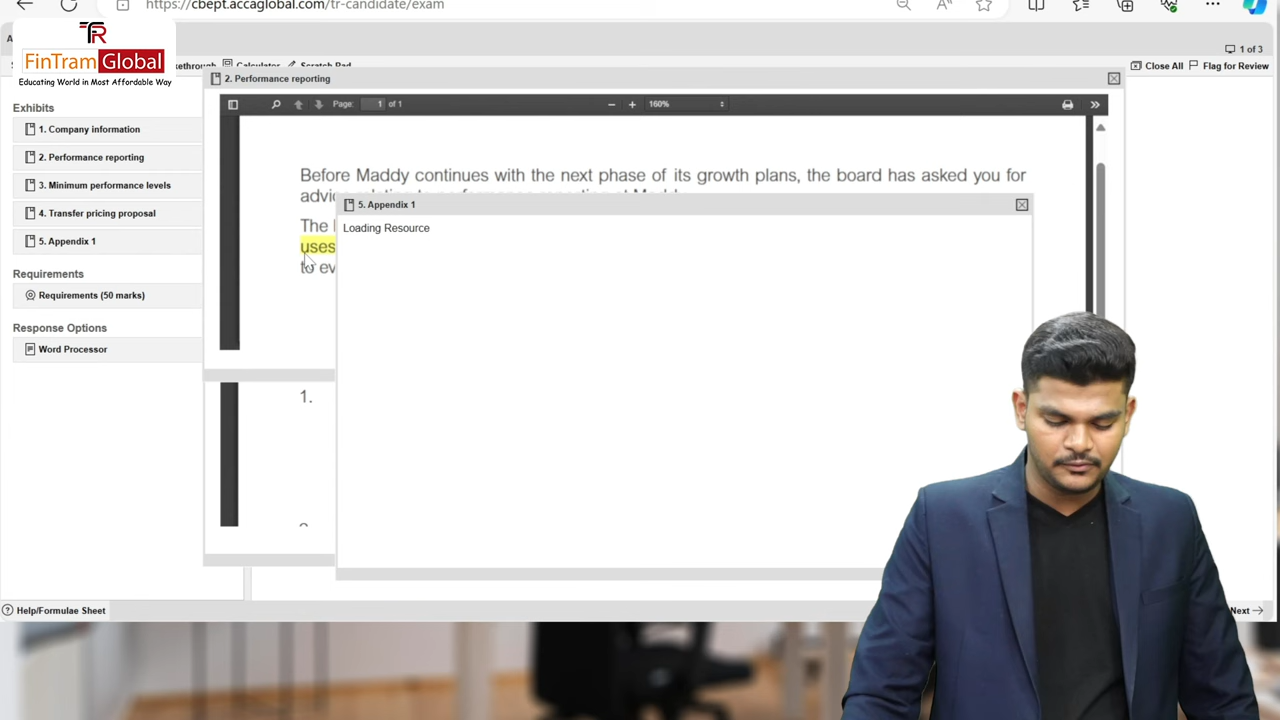 https://cbept.accaglobal.com/tr-candidate/exam
A
FinTram Global
Educating World in Most Affordable Way
1 of 3
Calculator
Scratch Pad
Close All
Flag for Review
Exhibits
1. Company information
2. Performance reporting
3. Minimum performance levels
4. Transfer pricing proposal
5. Appendix 1
Requirements
Requirements (50 marks)
Response Options
Word Processor
2. Performance reporting
Page: 1 of 1
160%
Before Maddy continues with the next phase of its growth plans, the board has asked you for
The
uses
to ev
1.
5. Appendix 1
Loading Resource
Help/Formulae Sheet
Next